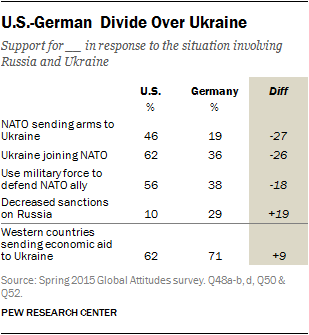 U.S.-German Divide Over Ukraine
Support for __ in response to the situation involving
Russia and Ukraine
U.S. Germany Diff
% %
NATO sending arms to
Ukraine 46 19 -27
Ukraine joining NATO 62 36 -26
Use military force to
defend NATO ally 56 38 -18
Decreased sanctions
on Russia 10 29 +19
Western countries
sending economic aid
to Ukraine 62 71 +9
Source: Spring 2015 Global Attitudes survey. Q48a-b, d, Q50 &
Q52.
PEW RESEARCH CENTER